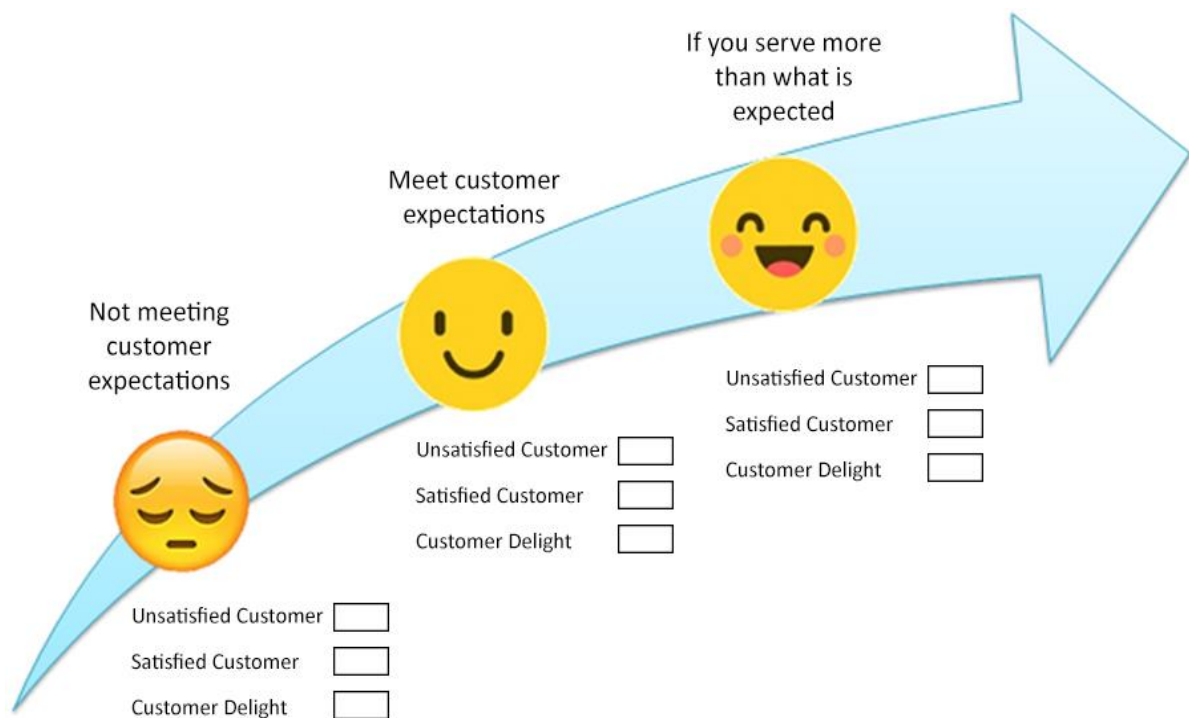 If you serve more
than what is
expected
Meet customer
expectations
Not meeting
customer
expectations
Unsatisfied Customer
Satisfied Customer
Customer Delight
Unsatisfied Customer
Satisfied Customer
Customer Delight
Unsatisfied Customer
Satisfied Customer
Customer Delight